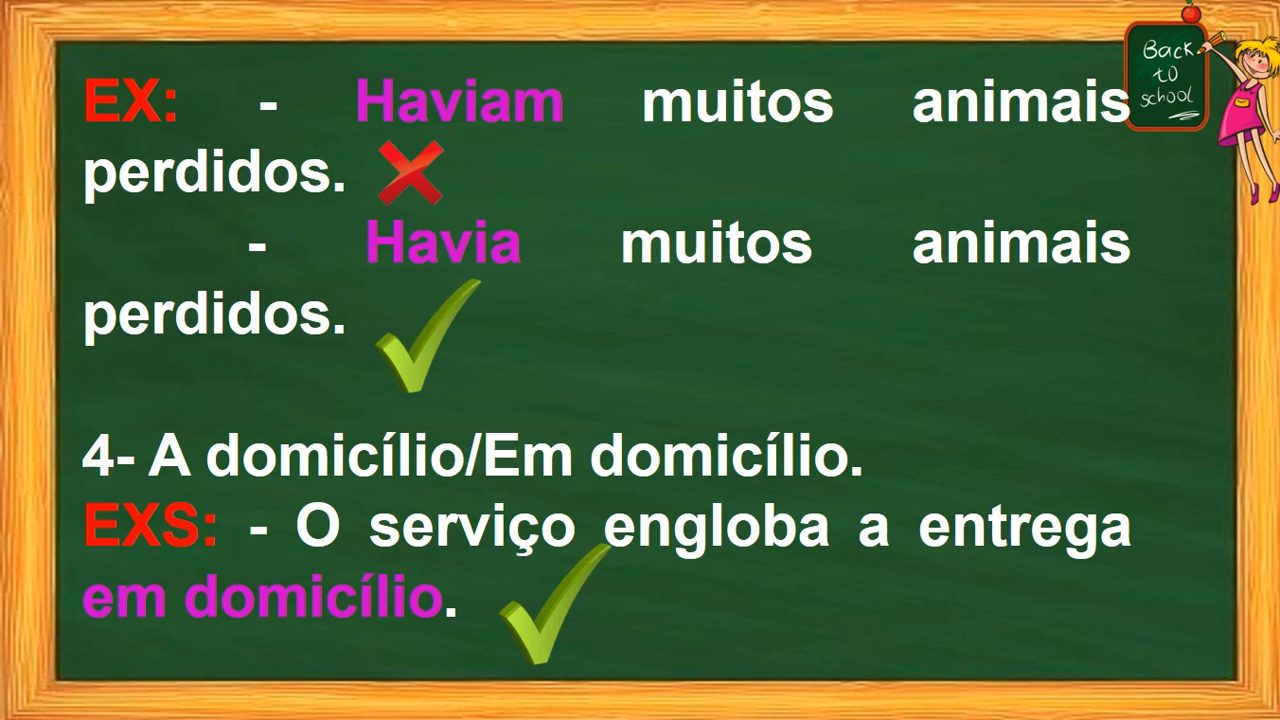 EX: - Haviam muitos animais
perdidos.
- Havia muitos animais
perdidos.
4- A domicílio/Em domicílio.
EXS: - O serviço engloba a entrega
em domicílio.
Back
to
school